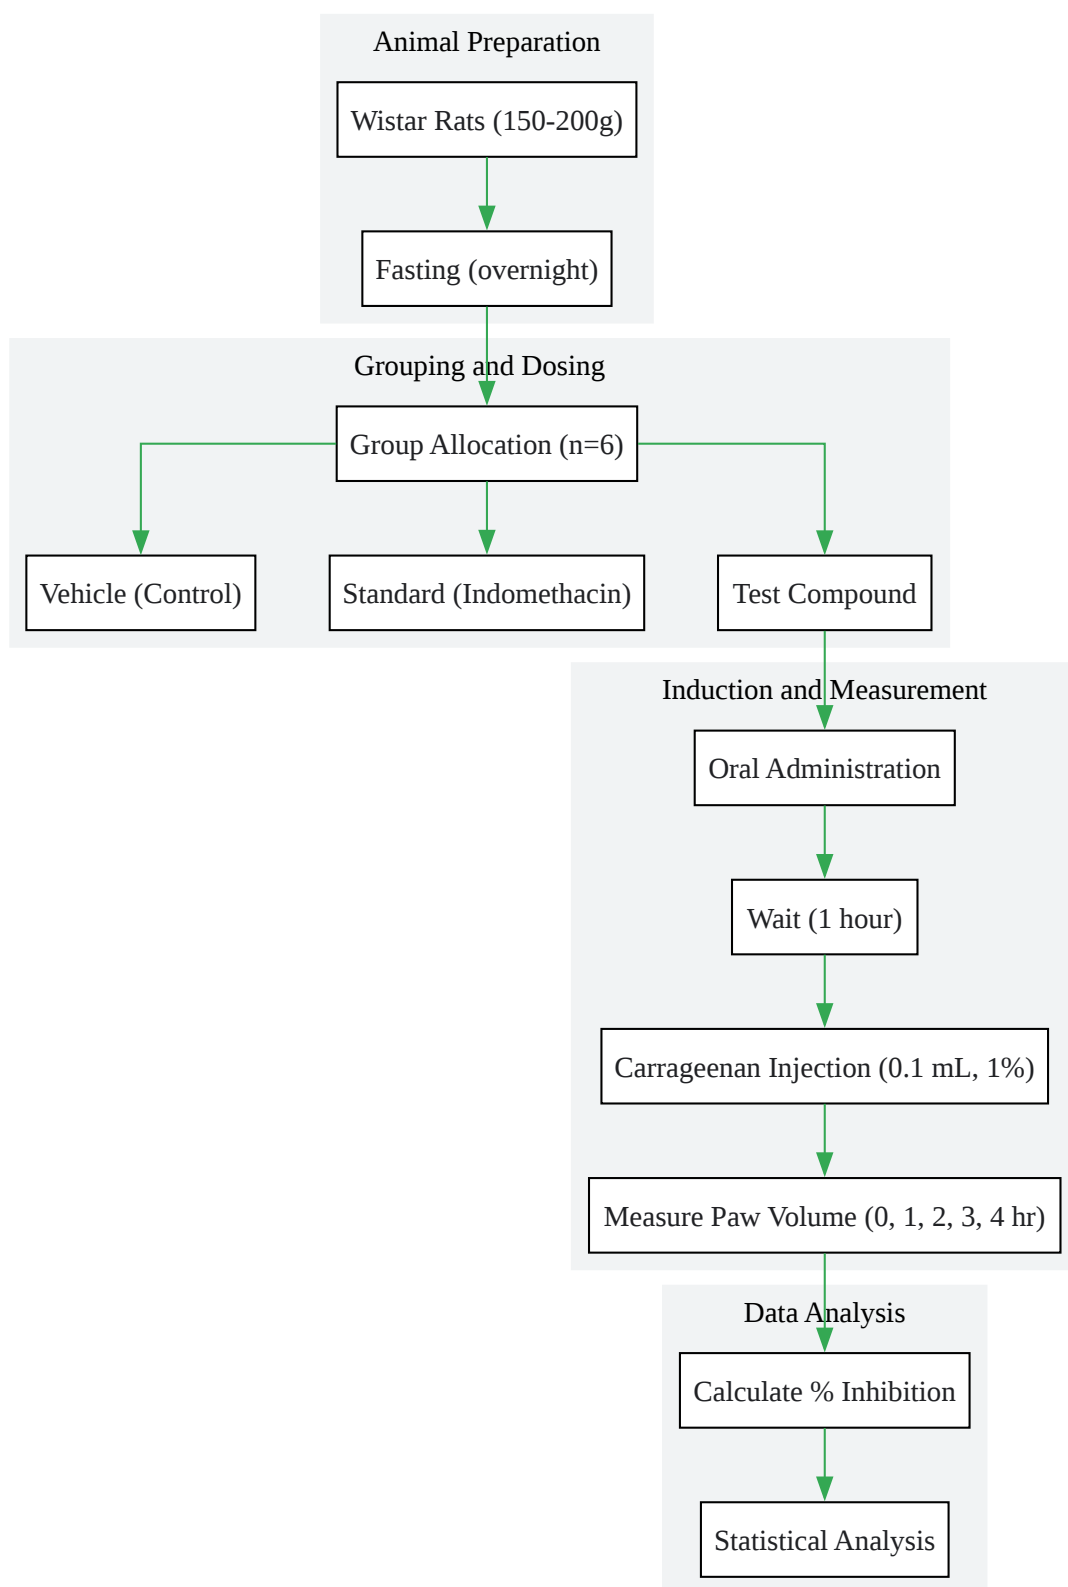 Animal Preparation
Wistar Rats (150-200g)
Fasting (overnight)
Grouping and Dosing
Group Allocation (n=6)
Vehicle (Control)
Standard (Indomethacin)
Test Compound
Induction and Measurement
Oral Administration
Wait (1 hour)
Carrageenan Injection (0.1 mL, 1%)
Measure Paw Volume (0, 1, 2, 3, 4 hr)
Data Analysis
Calculate % Inhibition
Statistical Analysis